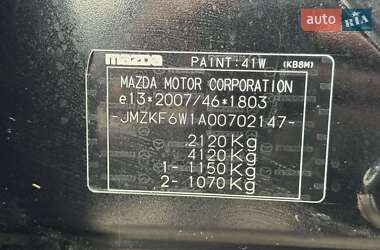 auto RIA
mazda PAINT:41W (KB8M)
MAZDA MOTOR CORPORATION
e13*2007/46*1803
-JMZKF6W1A00702147-
2120Kg
4120Kg
1- 1150Kg
2- 1070Kg